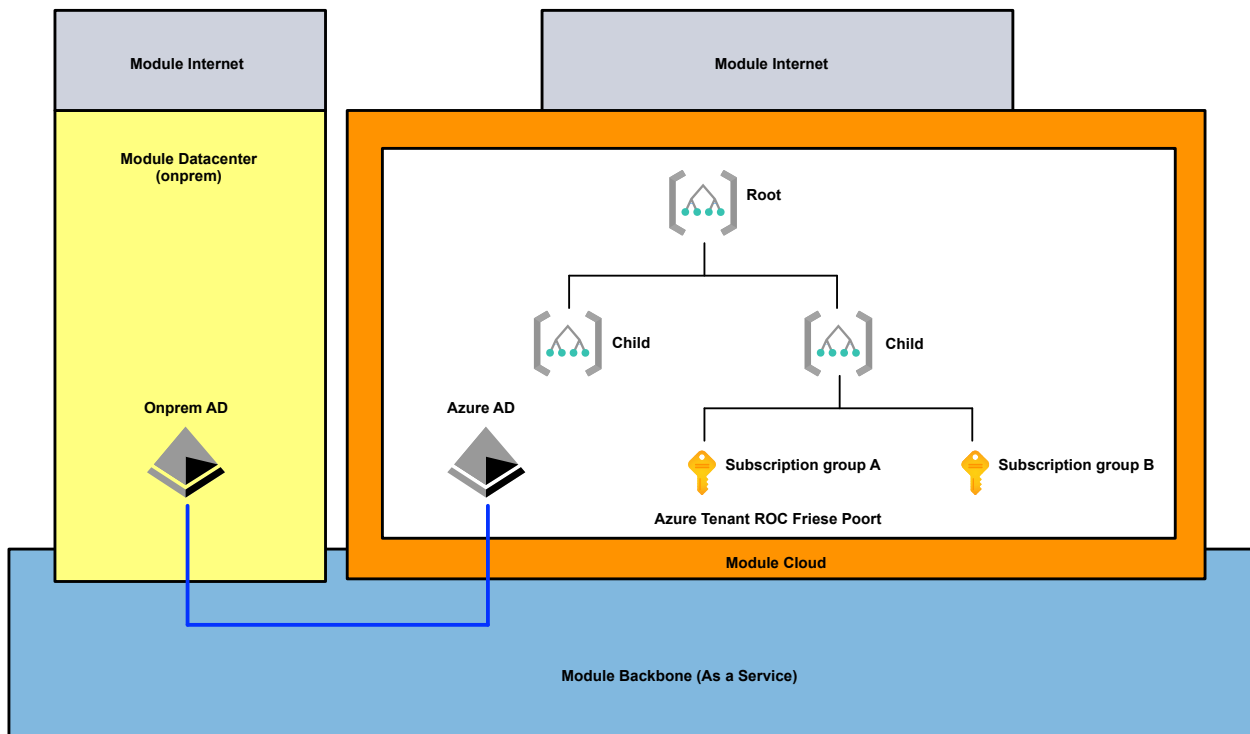 Module Internet
Module Internet
Module Datacenter
(onprem)
Root
Child
Child
Onprem AD
Azure AD
Subscription group A
Subscription group B
Azure Tenant ROC Friese Poort
Module Cloud
Module Backbone (As a Service)